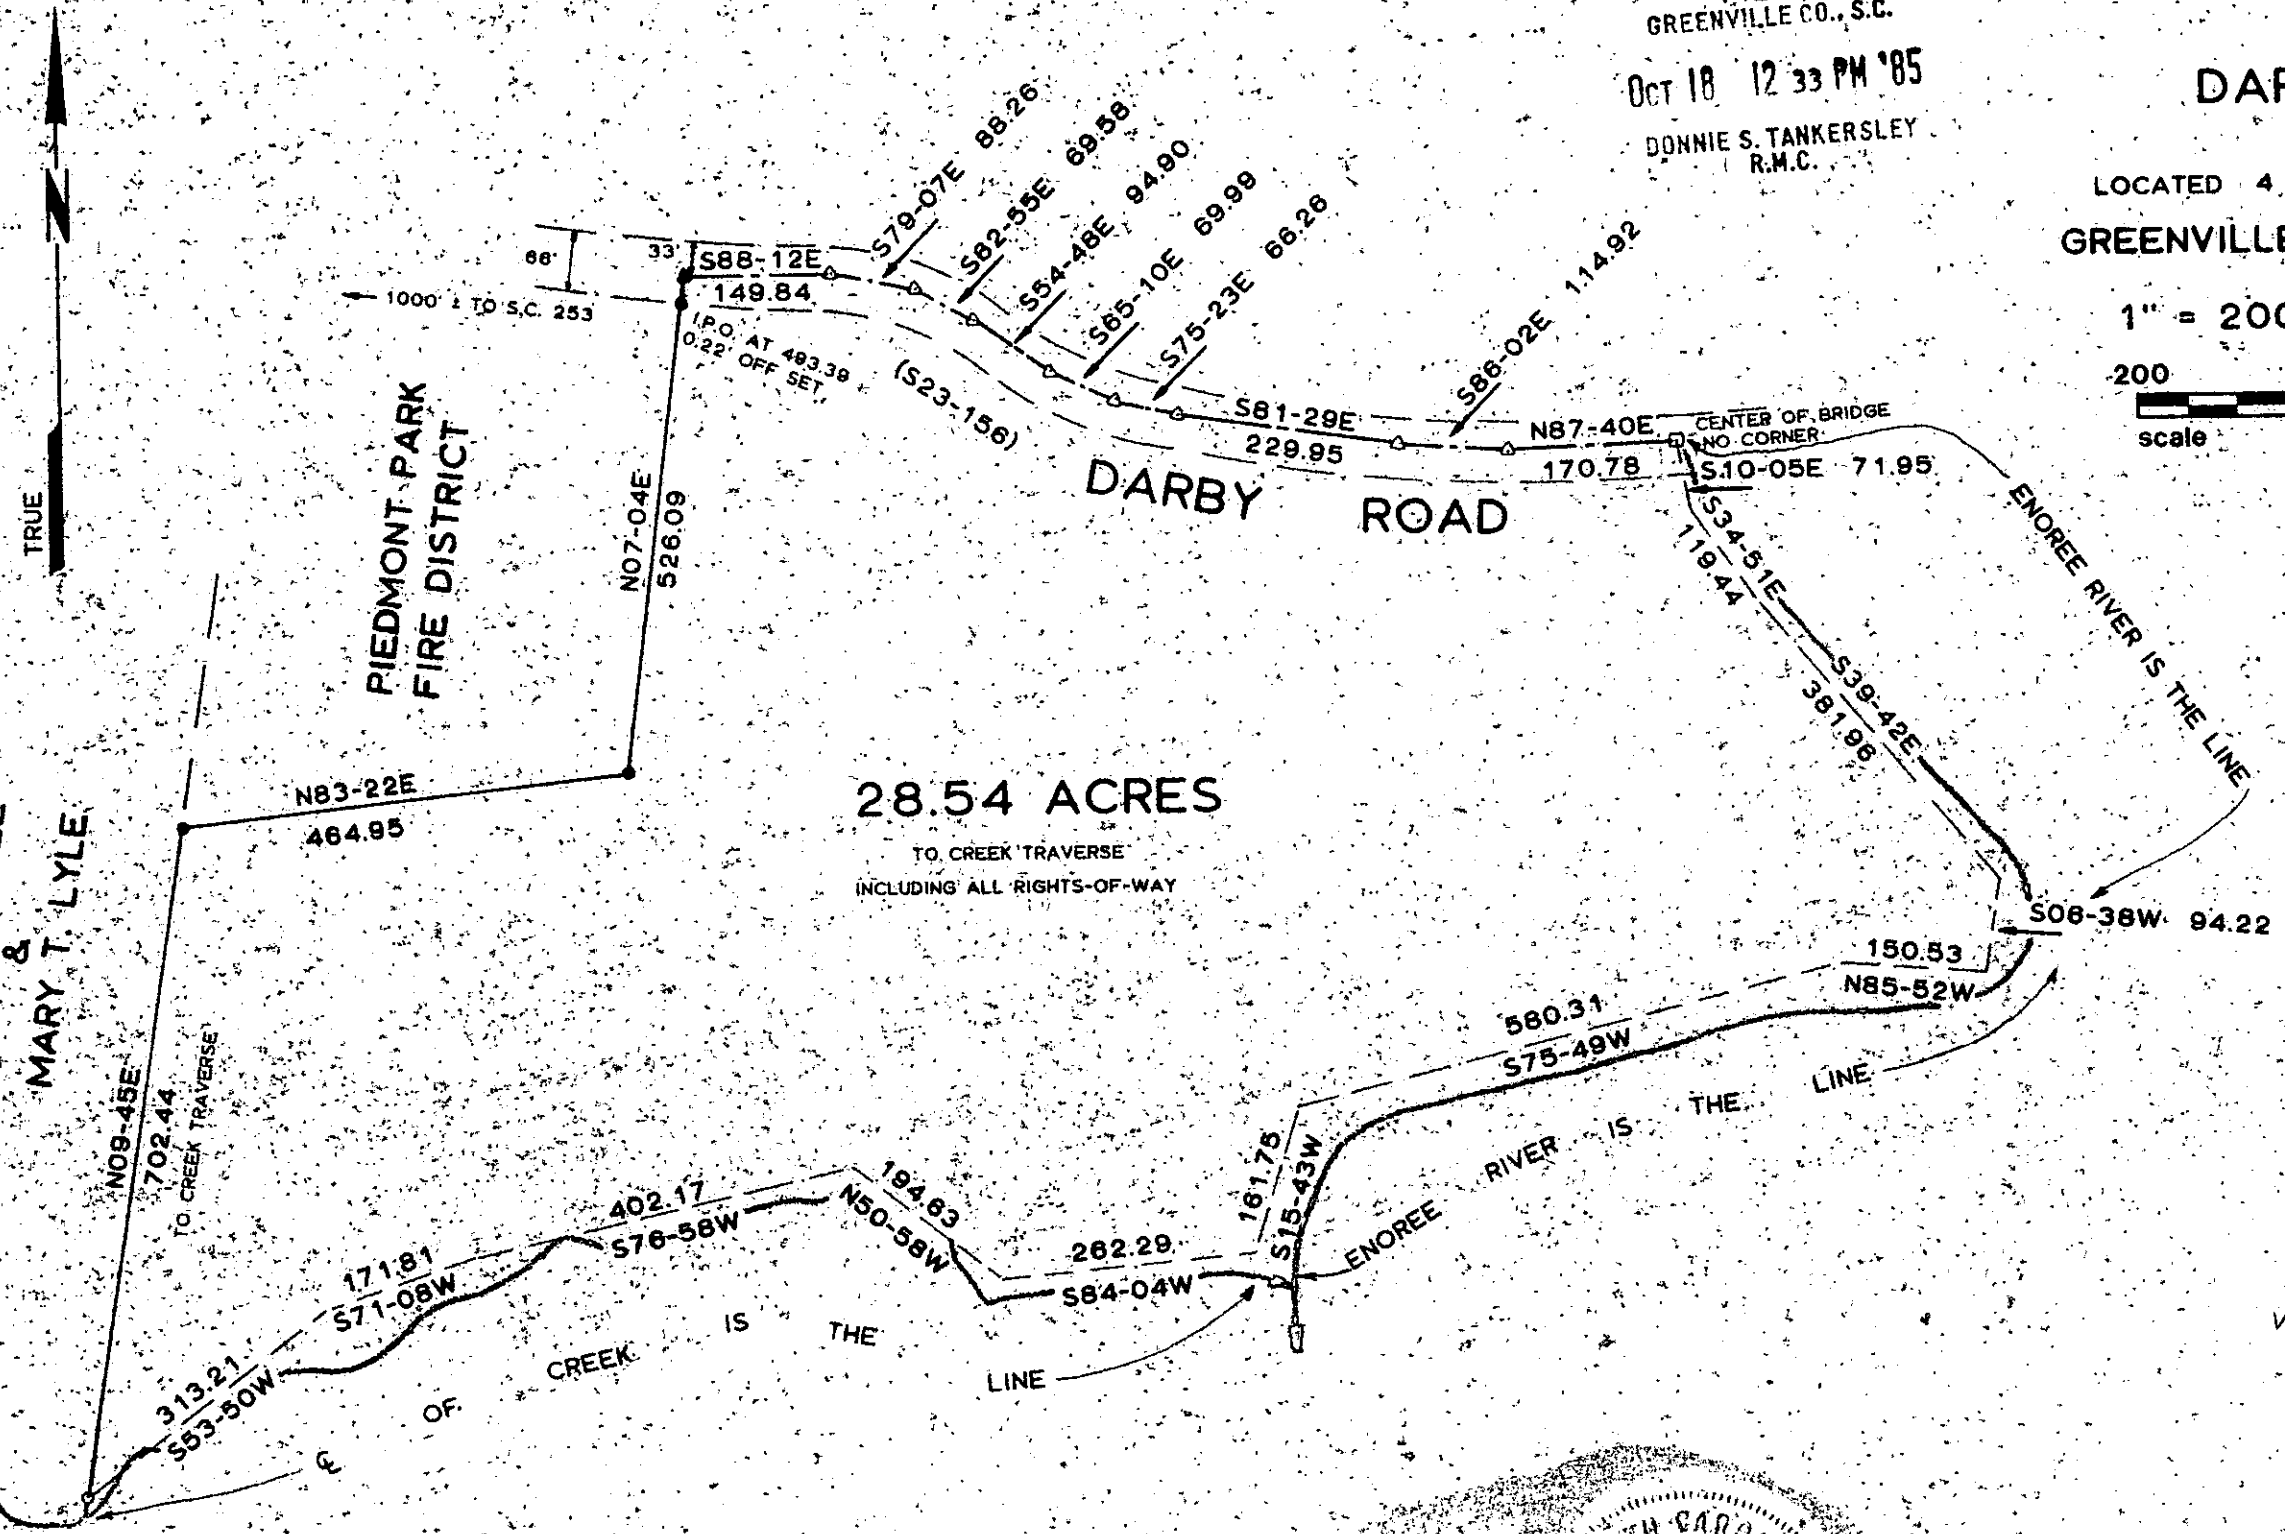 GREENVILLE CO., S.C.
OCT 18 12 33 PM '85
DONNIE S. TANKERSLEY
R.M.C.
LOCATED 4
GREENVILLE
1" = 200
200
scale
N
TRUE
66'
33'
1000' ± TO S.C. 253
S88-12E
149.84
I.P.O. AT 493.39
0.22' OFF SET
S79-07E 88.26
S82-55E 69.58
S54-48E 94.90
S65-10E 69.99
S75-23E 66.26
(S23-156)
S81-29E
229.95
S86-02E 114.92
N87-40E
170.78
CENTER OF BRIDGE
NO CORNER
S10-05E 71.95
DARBY ROAD
S34-51E
119.44
S39-42E
381.96
ENOREE RIVER IS THE LINE
S06-38W 94.22
150.53
N85-52W
580.31
S75-49W
ENOREE RIVER IS THE LINE
161.75
S15-43W
262.29
S84-04W
194.63
N50-58W
402.17
S76-58W
171.81
S71-08W
313.21
S53-50W
℄ OF CREEK IS THE LINE
N09-45E
702.44
TO CREEK TRAVERSE
&
MARY T. LYLE
N83-22E
464.95
N07-04E
526.09
PIEDMONT PARK
FIRE DISTRICT
28.54 ACRES
TO CREEK TRAVERSE
INCLUDING ALL RIGHTS-OF-WAY